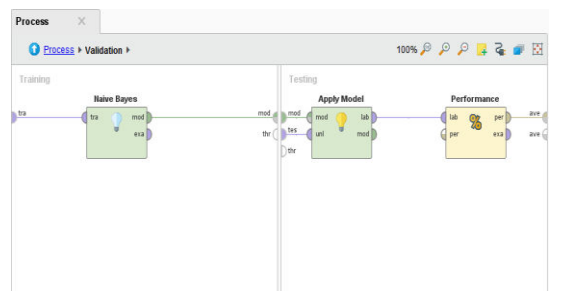 Process
Process ▸ Validation ▸
100%
Training
Testing
Naive Bayes
Apply Model
Performance
tra
tra
mod
exa
mod
thr
mod
tes
thr
mod
unl
lab
mod
lab
per
%
per
exa
ave
ave